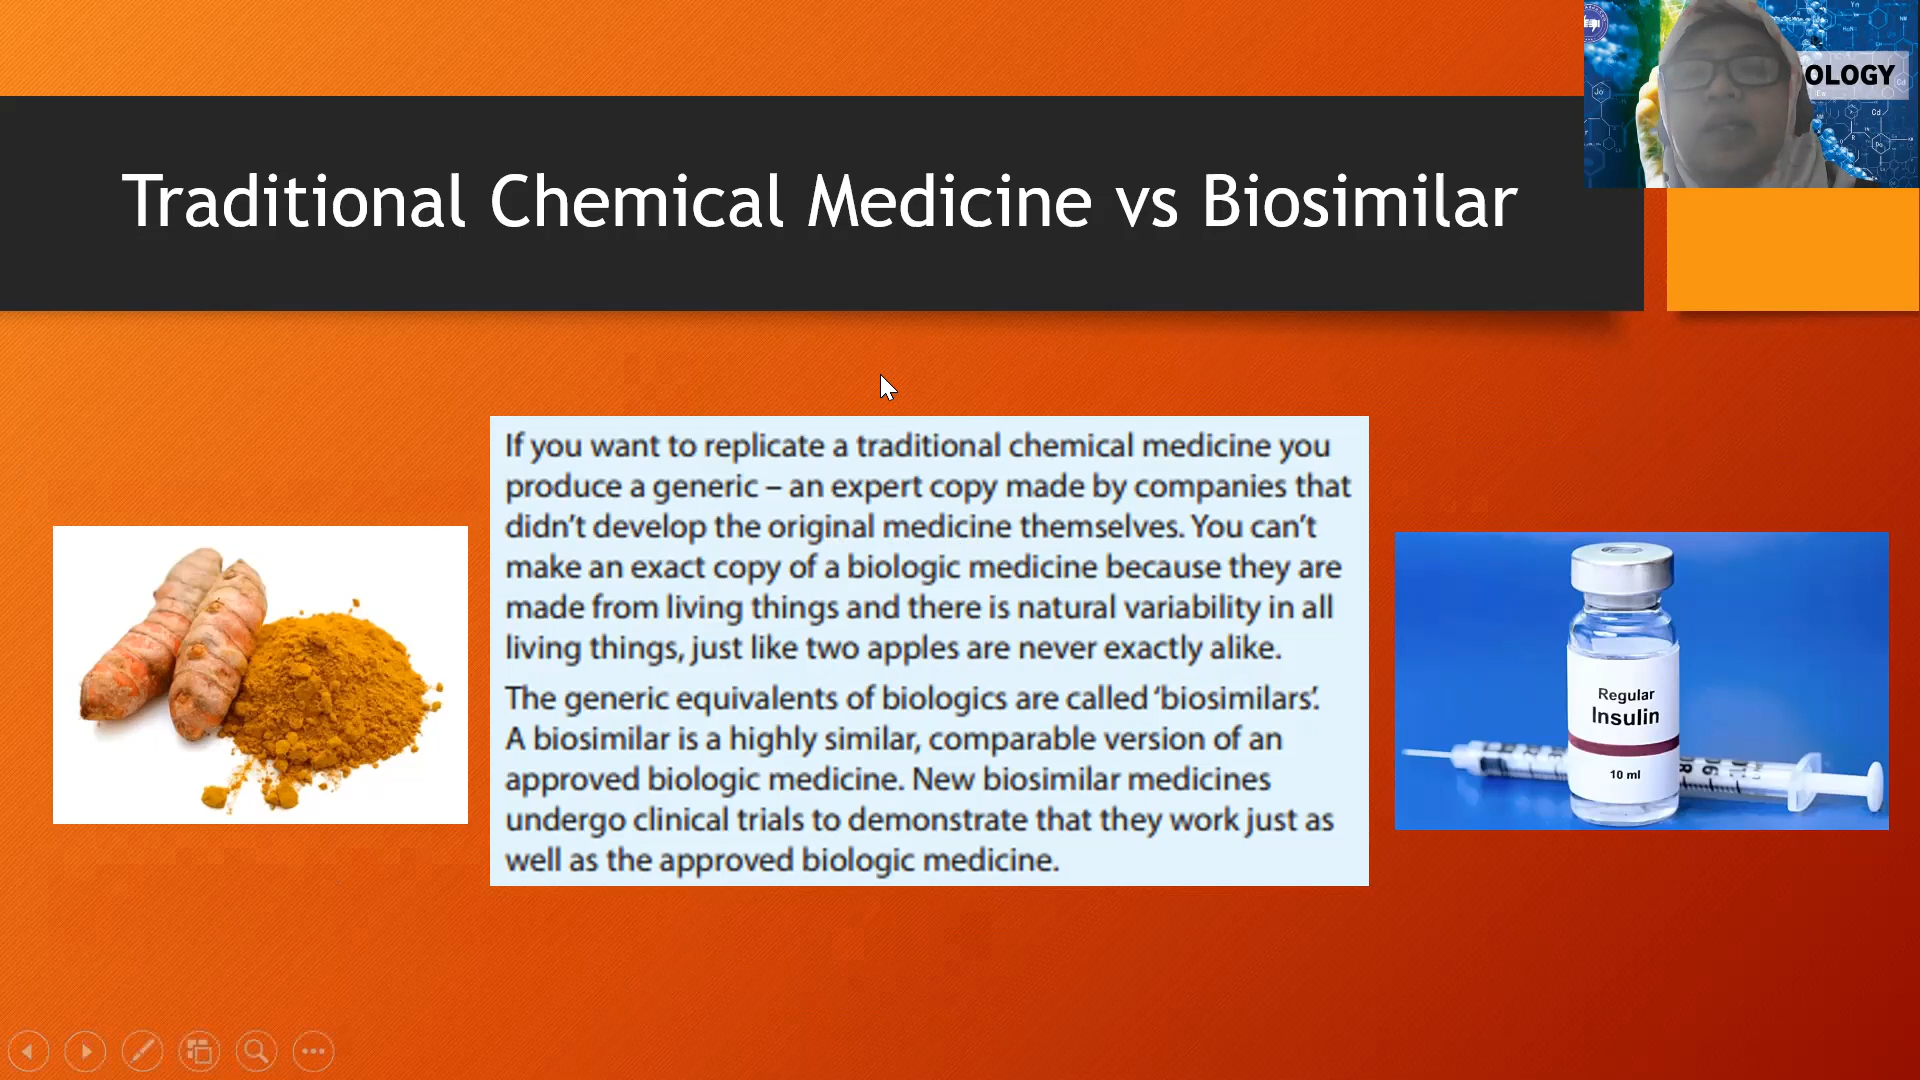 OLOGY
Traditional Chemical Medicine vs Biosimilar
If you want to replicate a traditional chemical medicine you
produce a generic – an expert copy made by companies that
didn't develop the original medicine themselves. You can't
make an exact copy of a biologic medicine because they are
made from living things and there is natural variability in all
living things, just like two apples are never exactly alike.
The generic equivalents of biologics are called 'biosimilars'.
A biosimilar is a highly similar, comparable version of an
approved biologic medicine. New biosimilar medicines
undergo clinical trials to demonstrate that they work just as
well as the approved biologic medicine.
Regular
Insulin
10 ml